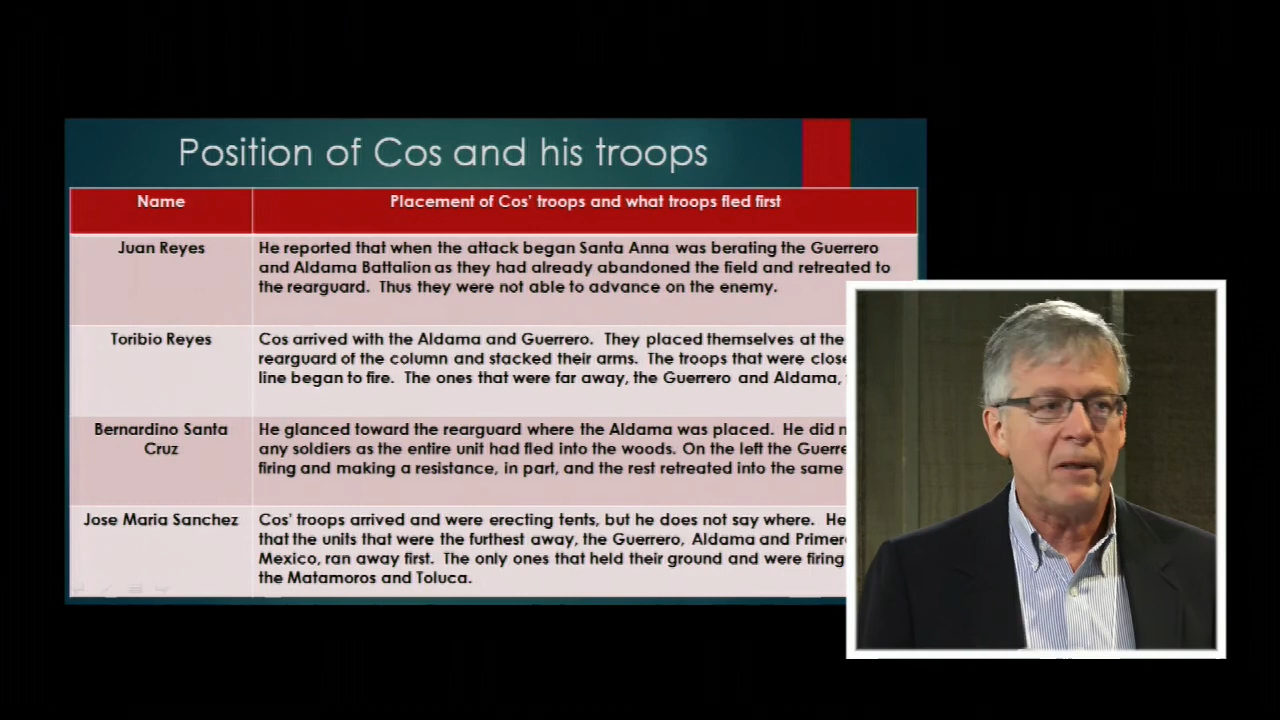 Position of Cos and his troops
Name
Placement of Cos' troops and what troops fled first
Juan Reyes
He reported that when the attack began Santa Anna was berating the Guerrero
and Aldama Battalion as they had already abandoned the field and retreated to
the rearguard. Thus they were not able to advance on the enemy.
Toribio Reyes
Cos arrived with the Aldama and Guerrero. They placed themselves at the
rearguard of the column and stacked their arms. The troops that were
line began to fire. The ones that were far away, the Guerrero and Aldama,
Bernardino Santa
Cruz
He glanced toward the rearguard where the Aldama was placed. He did
any soldiers as the entire unit had fled into the woods. On the left the
firing and making a resistance, in part, and the rest retreated into the same
Jose Maria Sanchez
Cos' troops arrived and were erecting tents, but he does not say where. He
that the units that were the furthest away, the Guerrero, Aldama and
Mexico, ran away first. The only ones that held their ground and were firing
the Matamoros and Toluca.